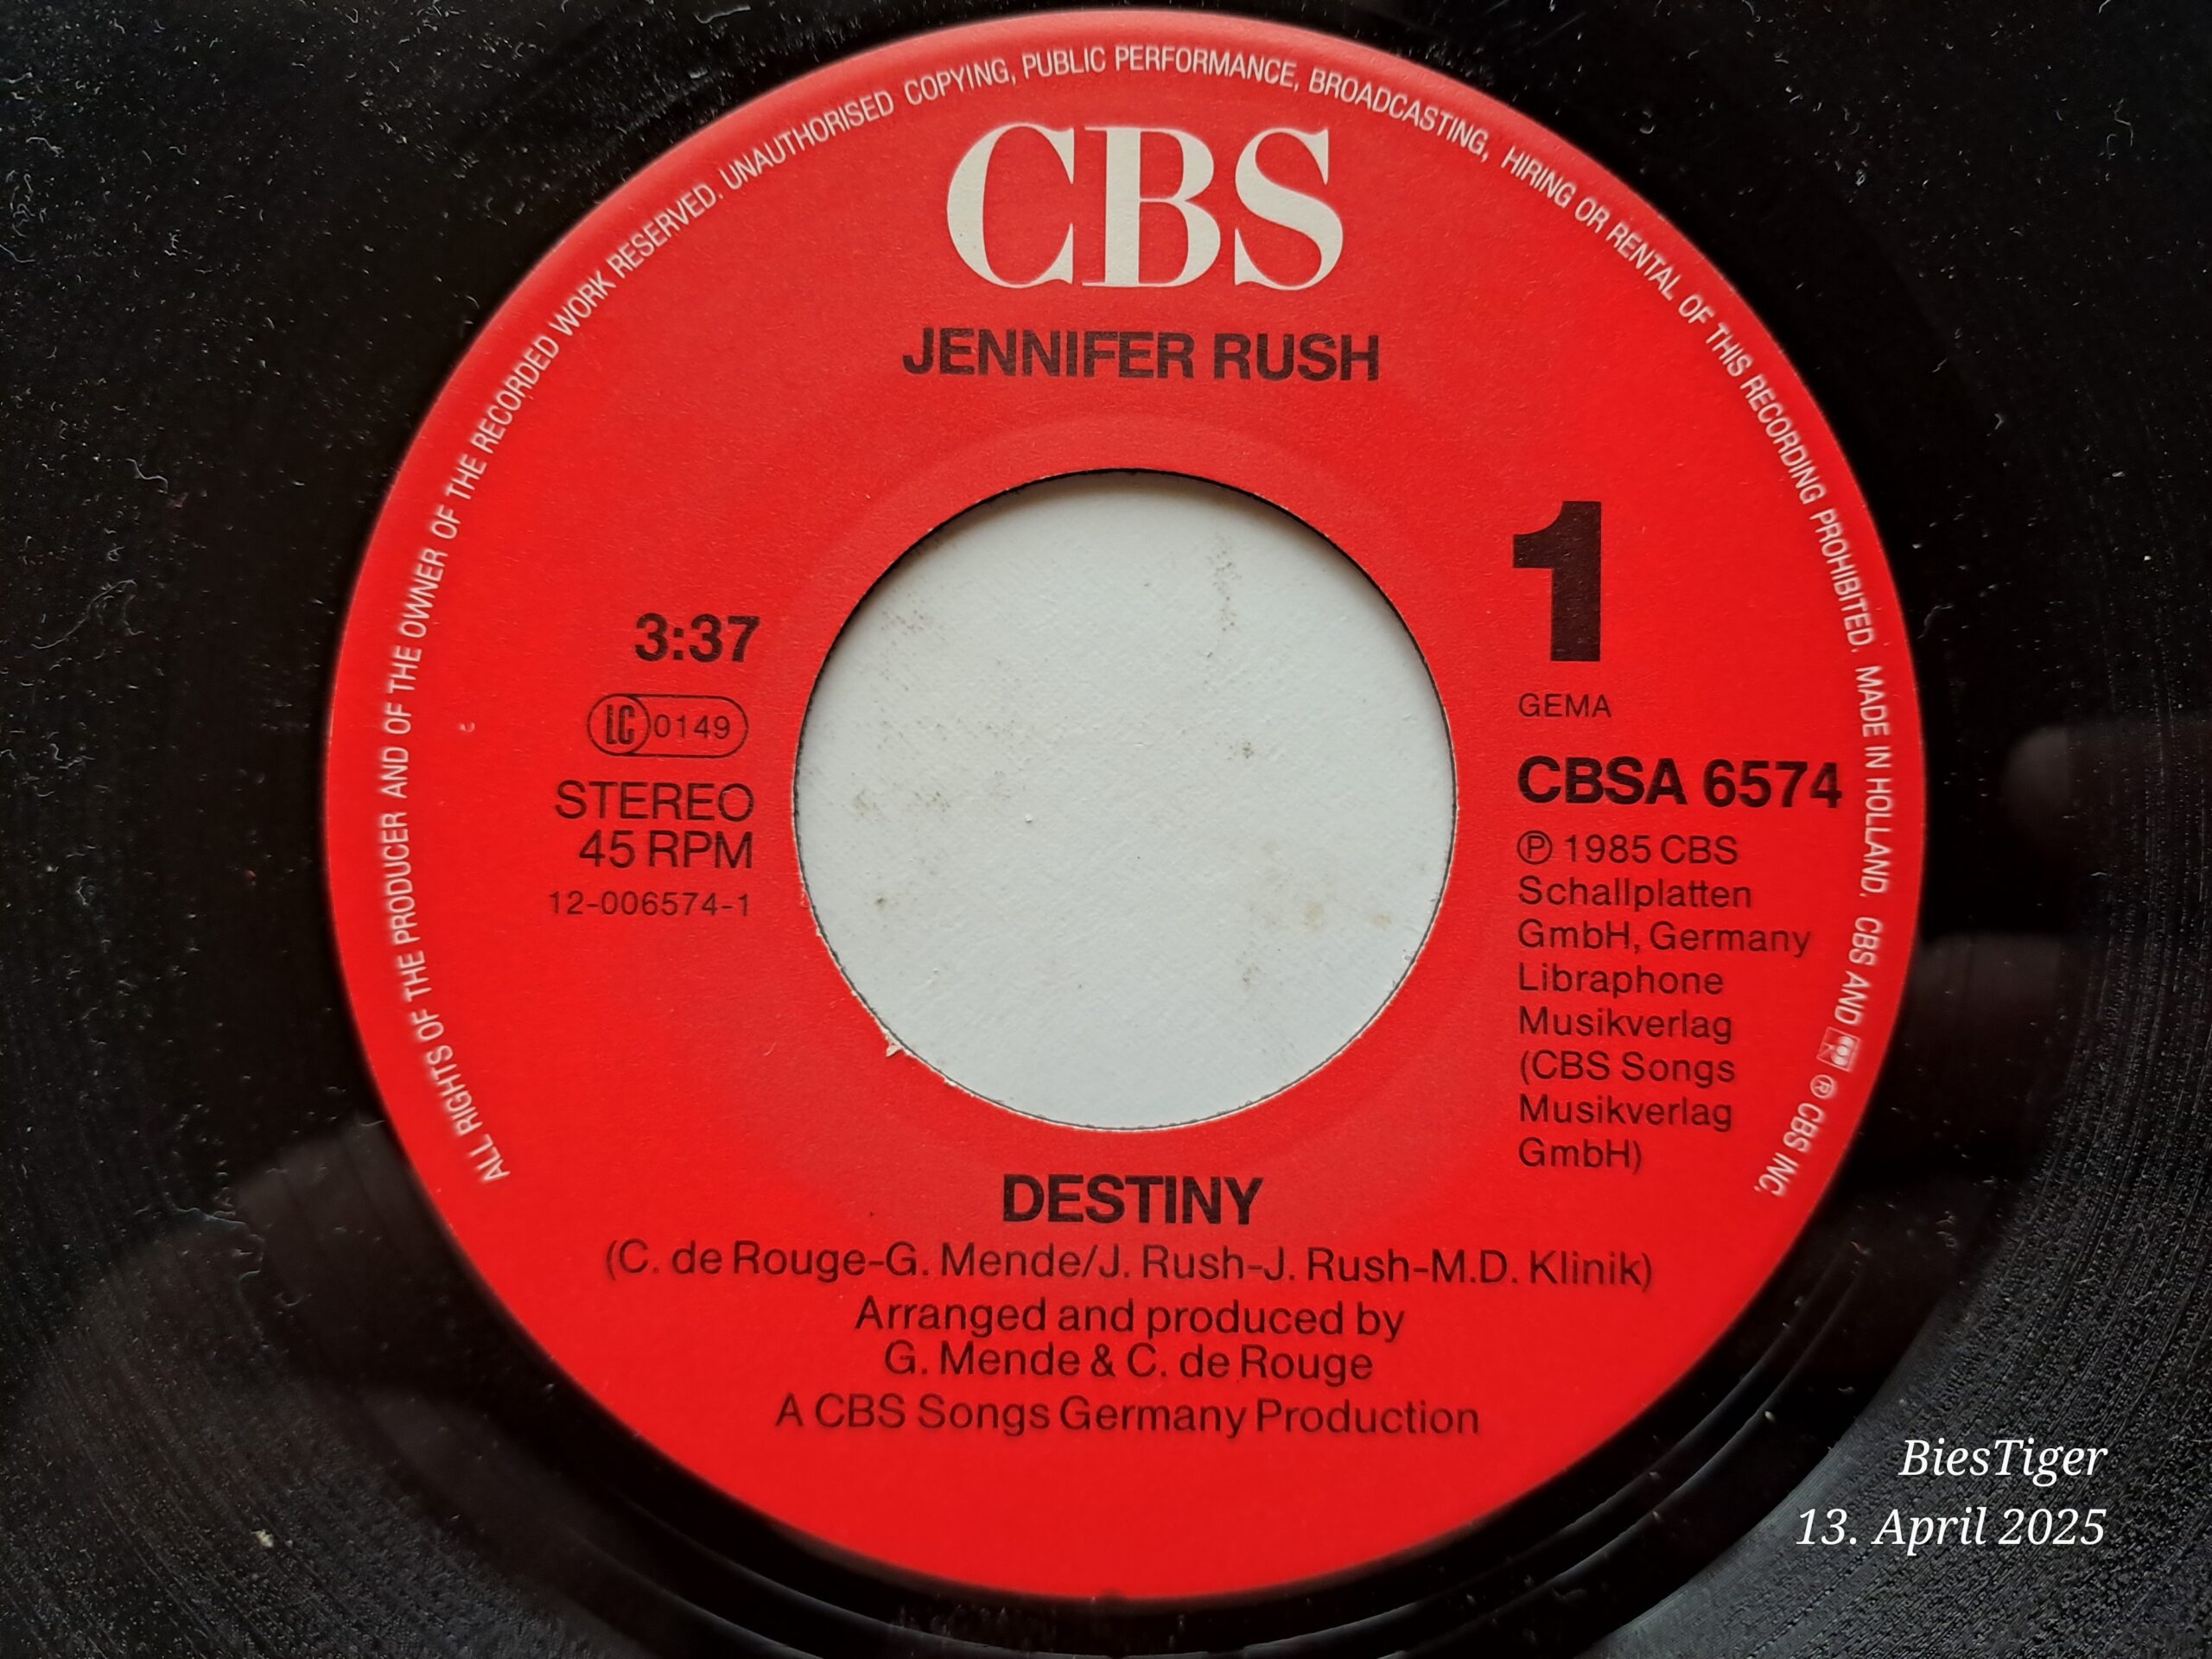 ALL RIGHTS OF THE PRODUCER AND OF THE OWNER OF THE RECORDED WORK RESERVED. UNAUTHORISED COPYING, PUBLIC PERFORMANCE, BROADCASTING, HIRING OR RENTAL OF THIS RECORDING PROHIBITED. MADE IN HOLLAND. CBS AND ® CBS INC.
CBS
JENNIFER RUSH
3:37
LC 0149
STEREO
45 RPM
12-006574-1
1
GEMA
CBSA 6574
℗ 1985 CBS
Schallplatten
GmbH, Germany
Libraphone
Musikverlag
(CBS Songs
Musikverlag
GmbH)
DESTINY
(C. de Rouge-G. Mende/J. Rush-J. Rush-M.D. Klinik)
Arranged and produced by
G. Mende & C. de Rouge
A CBS Songs Germany Production
BiesTiger
13. April 2025